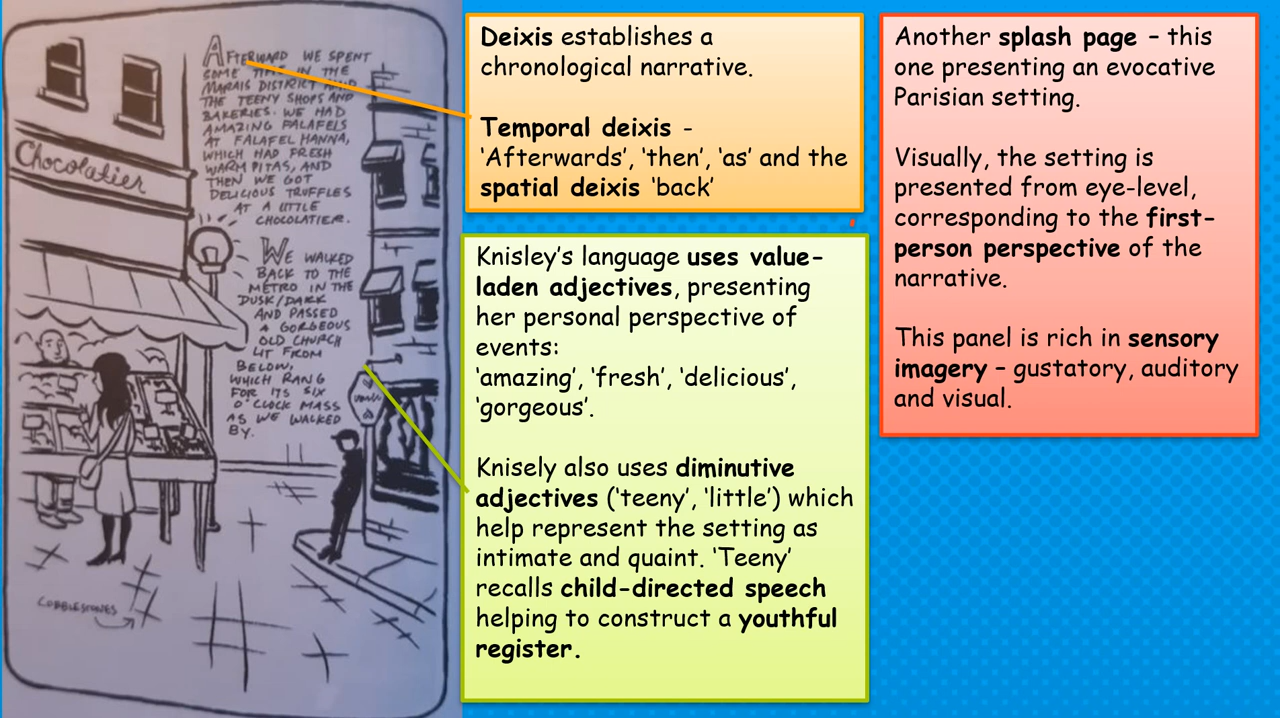 Chocolatier
AFTERWARD WE SPENT
SOME TIME IN THE
MARAIS DISTRICT AND
THE TEENY SHOPS AND
BAKERIES. WE HAD
AMAZING FALAFELS
AT FALAFEL HANNA,
WHICH HAD FRESH
WARM PITAS, AND
THEN WE GOT
DELICIOUS TRUFFLES
AT A LITTLE
CHOCOLATIER.
WE WALKED
BACK TO THE
METRO IN THE
DUSK/DARK
AND PASSED
A GORGEOUS
OLD CHURCH
LIT FROM
BELOW,
WHICH RANG
FOR ITS SIX
O'CLOCK MASS
AS WE WALKED
BY.
COBBLESTONES
Deixis establishes a
chronological narrative.
Temporal deixis -
‘Afterwards’, ‘then’, ‘as’ and the
spatial deixis ‘back’
Knisley’s language uses value-
laden adjectives, presenting
her personal perspective of
events:
‘amazing’, ‘fresh’, ‘delicious’,
‘gorgeous’.
Knisely also uses diminutive
adjectives (‘teeny’, ‘little’) which
help represent the setting as
intimate and quaint. ‘Teeny’
recalls child-directed speech
helping to construct a youthful
register.
Another splash page – this
one presenting an evocative
Parisian setting.
Visually, the setting is
presented from eye-level,
corresponding to the first-
person perspective of the
narrative.
This panel is rich in sensory
imagery – gustatory, auditory
and visual.